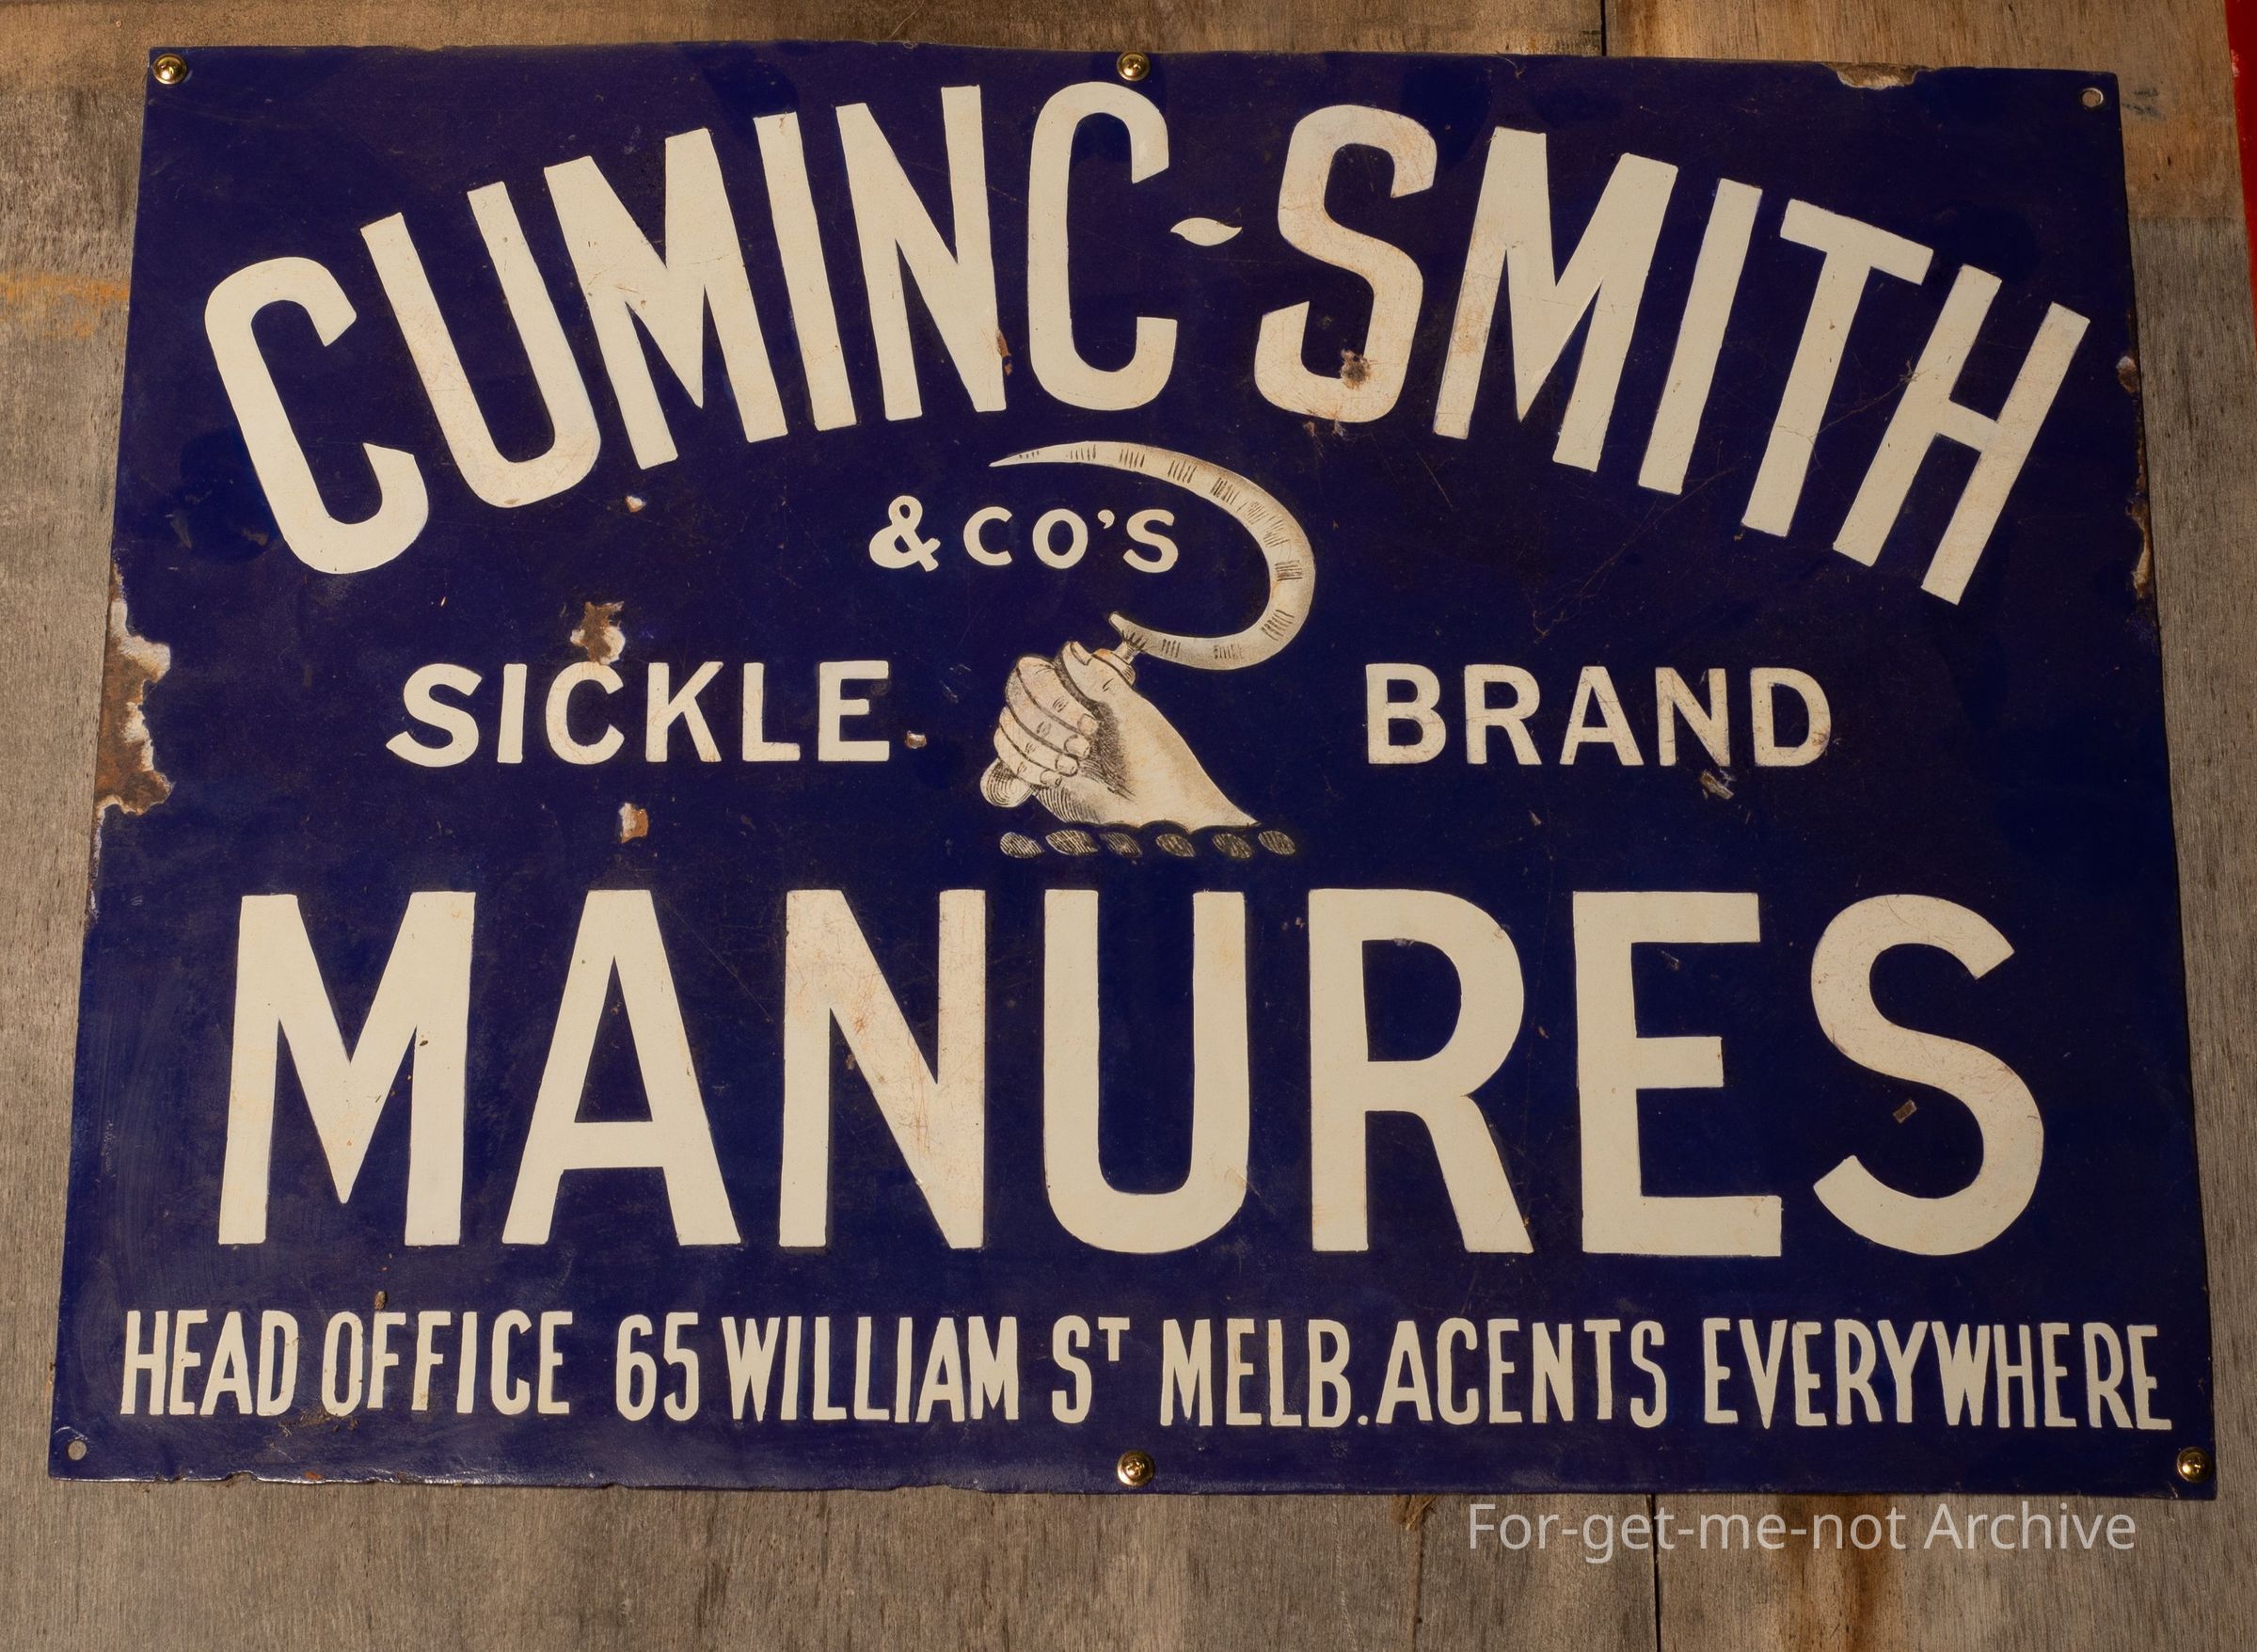 CUMING-SMITH
& CO'S
SICKLE BRAND
MANURES
HEAD OFFICE 65 WILLIAM ST MELB. AGENTS EVERYWHERE
For-get-me-not Archive